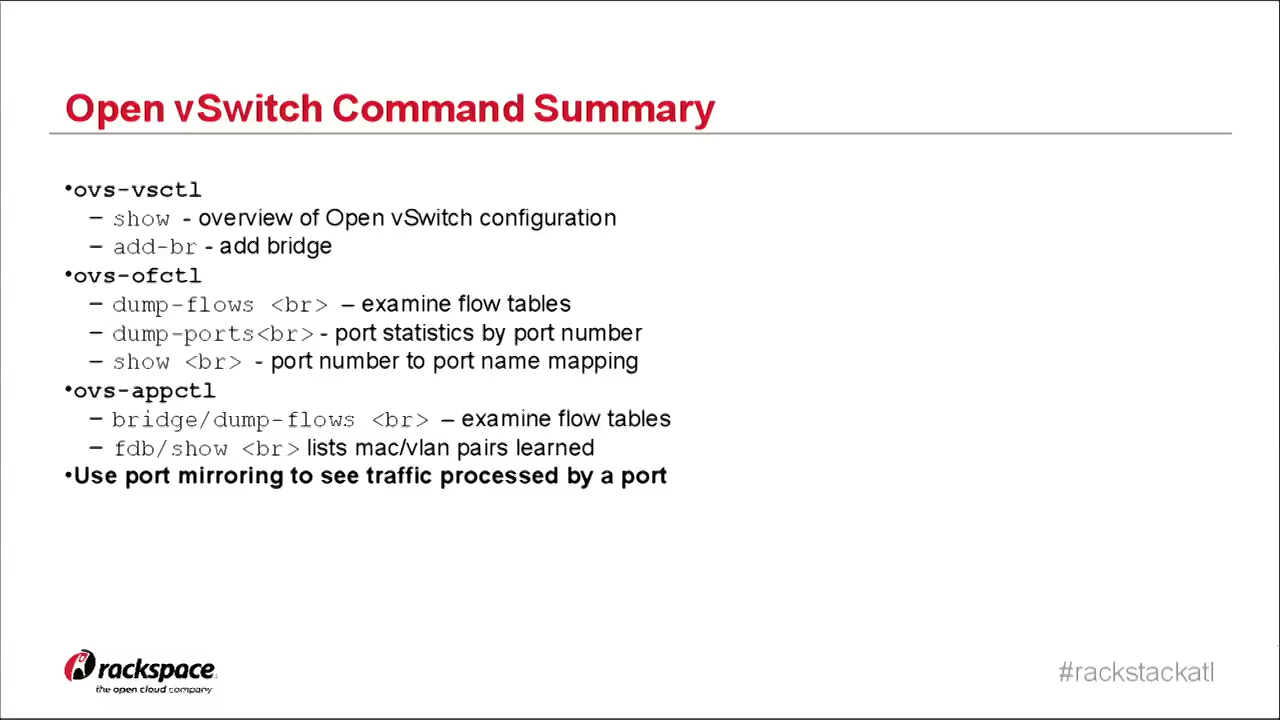 Open vSwitch Command Summary
•ovs-vsctl
– show - overview of Open vSwitch configuration
– add-br - add bridge
•ovs-ofctl
– dump-flows <br> – examine flow tables
– dump-ports<br> - port statistics by port number
– show <br> - port number to port name mapping
•ovs-appctl
– bridge/dump-flows <br> – examine flow tables
– fdb/show <br> lists mac/vlan pairs learned
•Use port mirroring to see traffic processed by a port
rackspace
the open cloud company
#rackstackatl